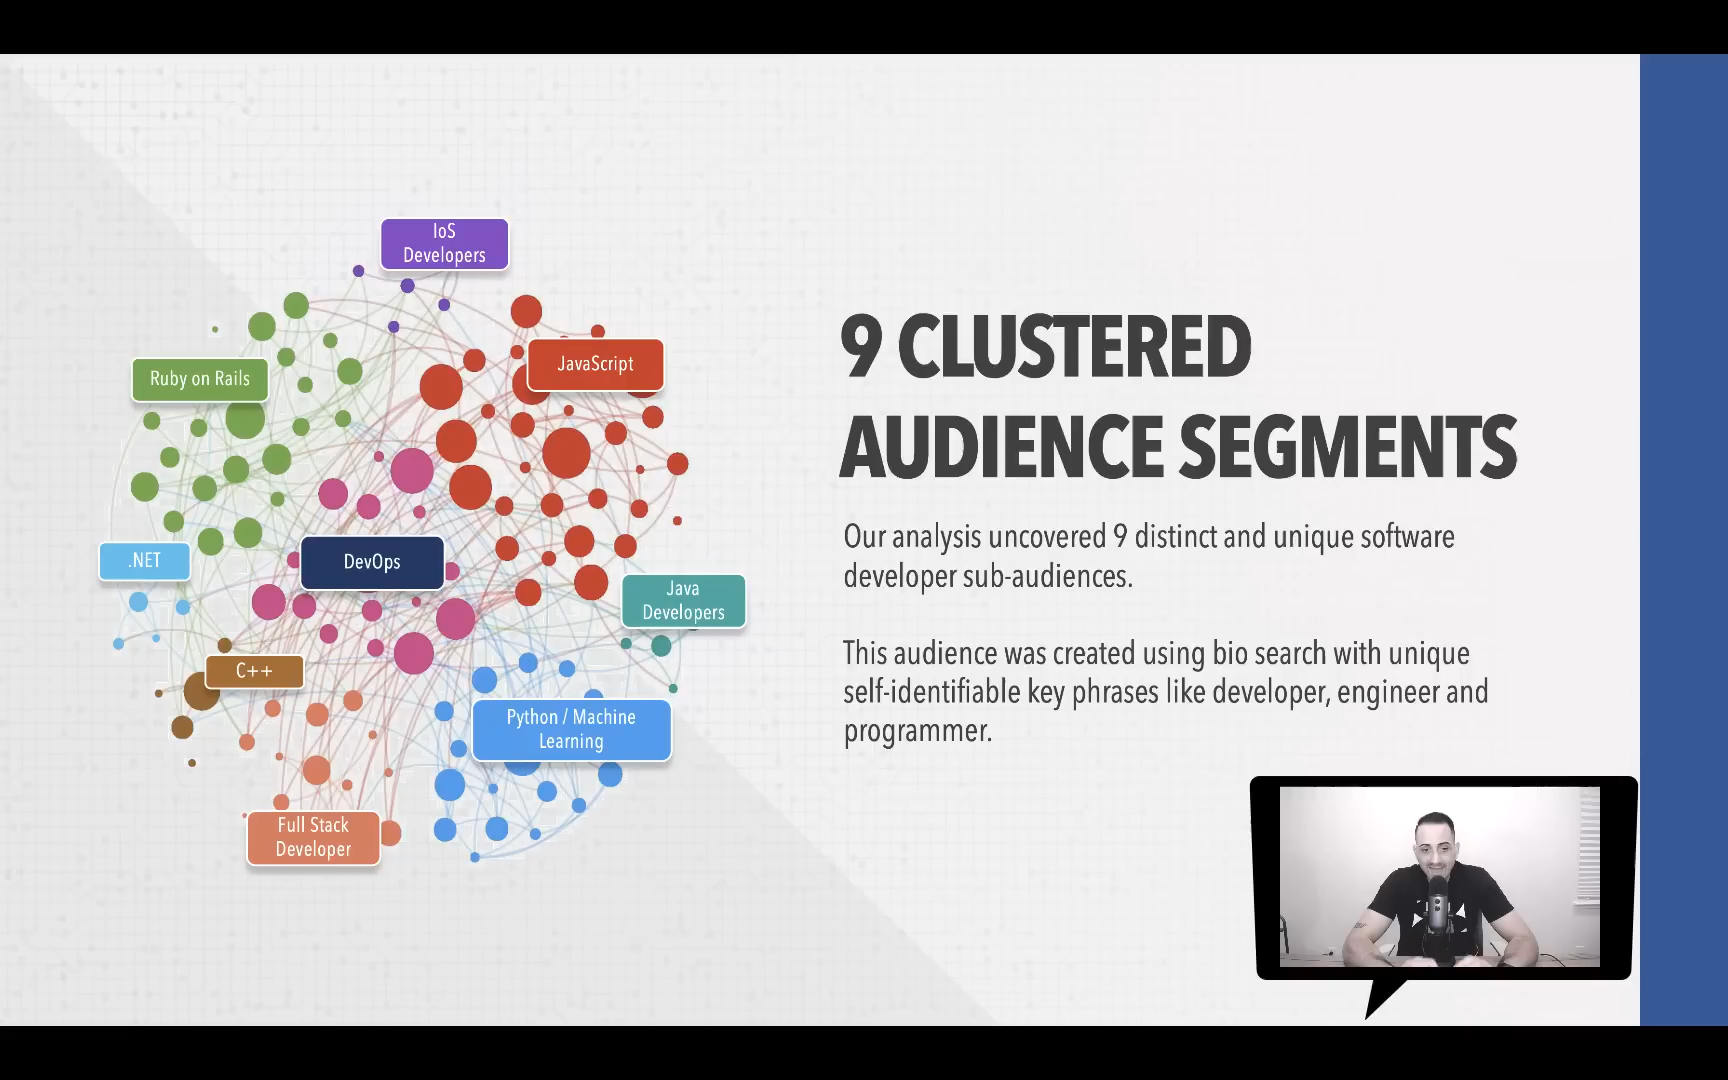 IoS
Developers
JavaScript
Ruby on Rails
.NET
DevOps
Java
Developers
C++
Python / Machine
Learning
Full Stack
Developer
9 CLUSTERED
AUDIENCE SEGMENTS
Our analysis uncovered 9 distinct and unique software
developer sub-audiences.
This audience was created using bio search with unique
self-identifiable key phrases like developer, engineer and
programmer.